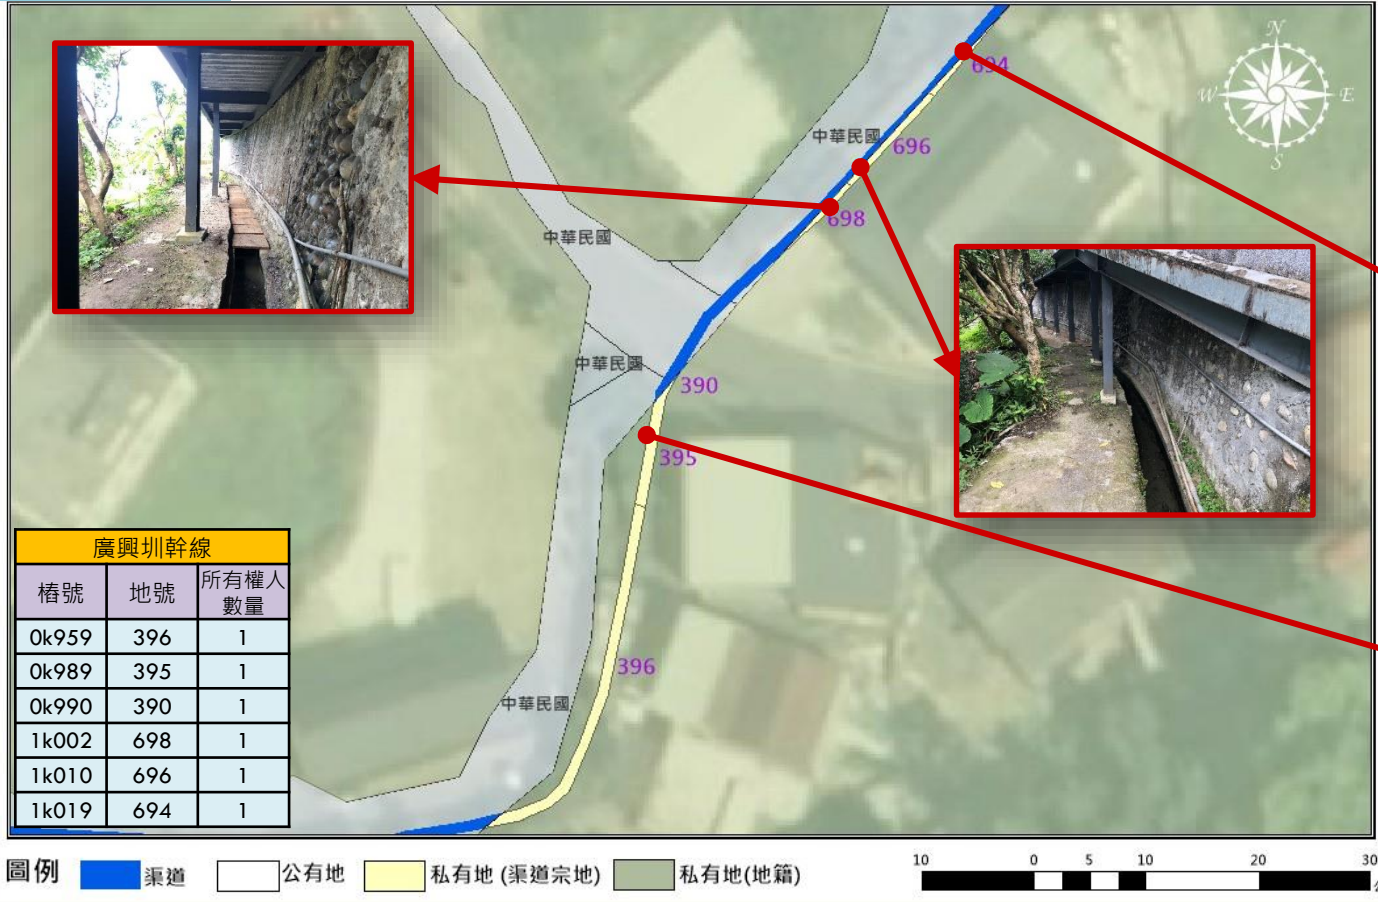 N
W
E
S
694
中華民國
696
698
中華民國
中華民國
390
395
396
中華民國
廣興圳幹線
樁號 地號 所有權人數量
0k959 396 1
0k989 395 1
0k990 390 1
1k002 698 1
1k010 696 1
1k019 694 1
圖例 渠道 公有地 私有地 (渠道宗地) 私有地(地籍)
10 0 5 10 20 30